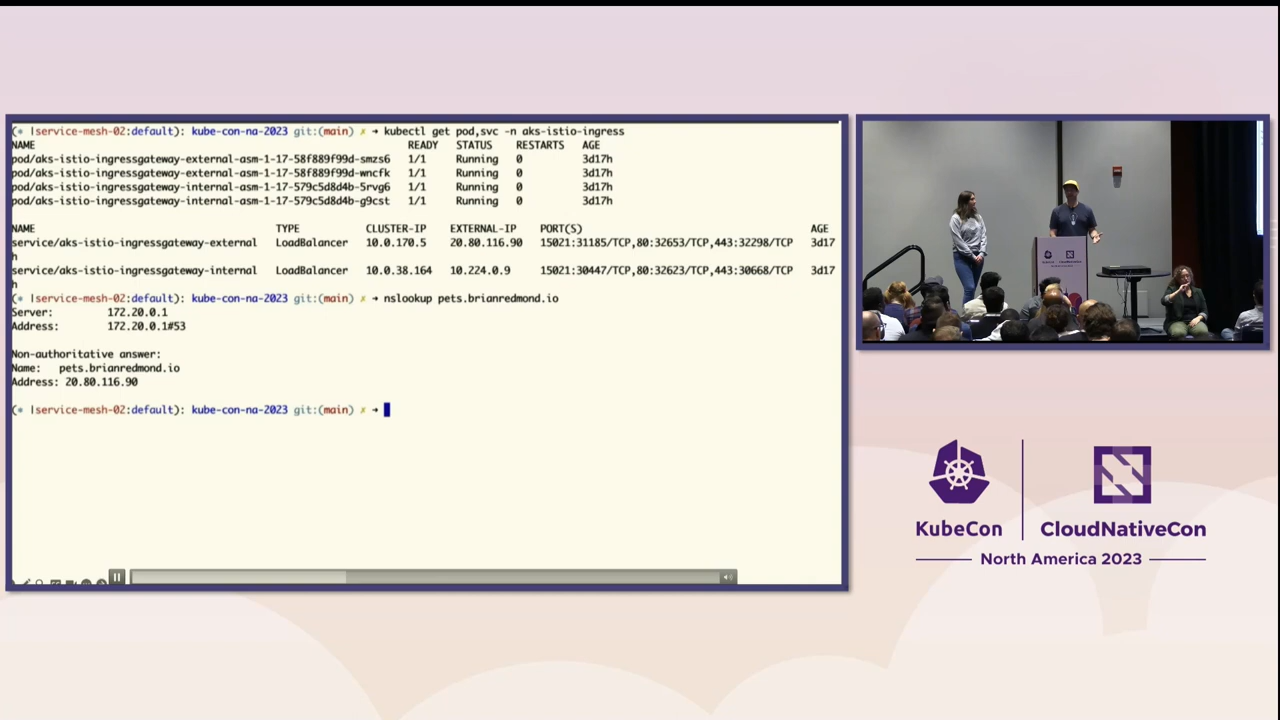 (* |service-mesh-02:default): kube-con-na-2023 git:(main) ✗ ➜ kubectl get pod,svc -n aks-istio-ingress
NAME READY STATUS RESTARTS AGE
pod/aks-istio-ingressgateway-external-asm-1-17-58f889f99d-smzs6 1/1 Running 0 3d17h
pod/aks-istio-ingressgateway-external-asm-1-17-58f889f99d-wncfk 1/1 Running 0 3d17h
pod/aks-istio-ingressgateway-internal-asm-1-17-579c5d8d4b-5rvg6 1/1 Running 0 3d17h
pod/aks-istio-ingressgateway-internal-asm-1-17-579c5d8d4b-g9cst 1/1 Running 0 3d17h
NAME TYPE CLUSTER-IP EXTERNAL-IP PORT(S) AGE
service/aks-istio-ingressgateway-external LoadBalancer 10.0.170.5 20.80.116.90 15021:31185/TCP,80:32653/TCP,443:32298/TCP 3d17
h
service/aks-istio-ingressgateway-internal LoadBalancer 10.0.38.164 10.224.0.9 15021:30447/TCP,80:32623/TCP,443:30668/TCP 3d17
h
(* |service-mesh-02:default): kube-con-na-2023 git:(main) ✗ ➜ nslookup pets.brianredmond.io
Server: 172.20.0.1
Address: 172.20.0.1#53
Non-authoritative answer:
Name: pets.brianredmond.io
Address: 20.80.116.90
(* |service-mesh-02:default): kube-con-na-2023 git:(main) ✗ ➜
KubeCon
CloudNativeCon
North America 2023